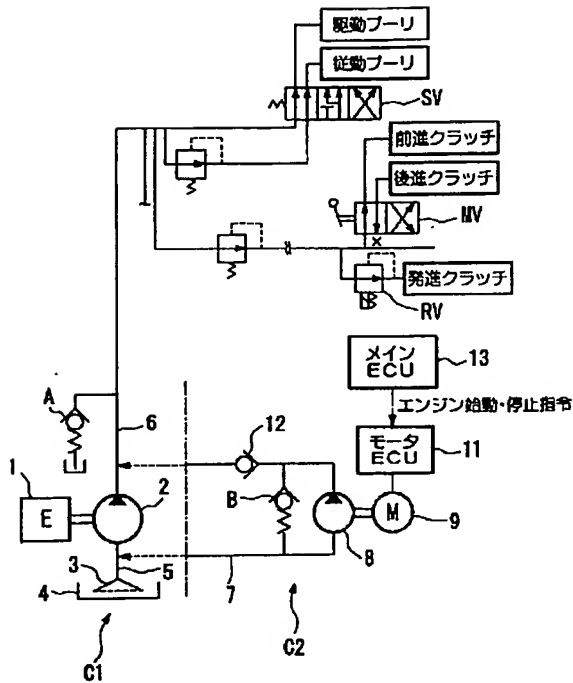 駆動プーリ
従動プーリ
SV
前進クラッチ
後進クラッチ
MV
発進クラッチ
RV
メイン
ECU
13
エンジン始動・停止指令
モータ
ECU
11
A
6
12
1
E
2
B
8
M
9
3
5
4
7
C1
C2